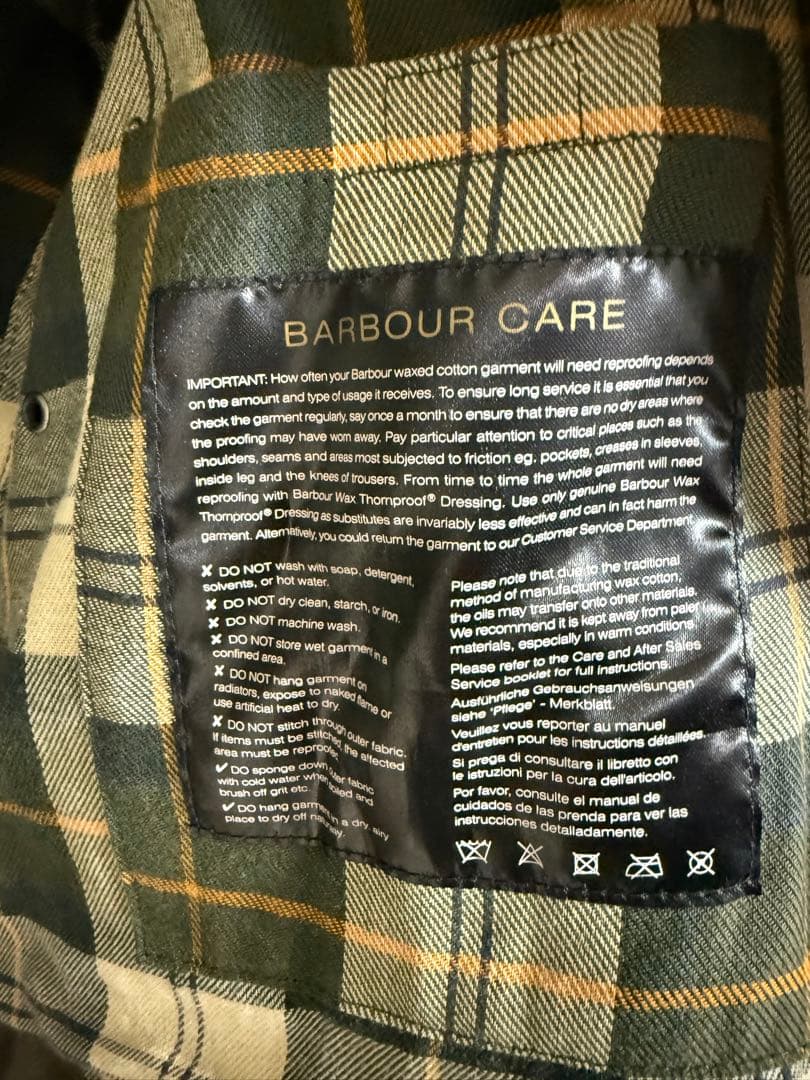 BARBOUR CARE
IMPORTANT: How often your Barbour waxed cotton garment will need reproofing depends
on the amount and type of usage it receives. To ensure long service it is essential that you
check the garment regularly, say once a month to ensure that there are no dry areas where
the proofing may have worn away. Pay particular attention to critical places such as the
shoulders, seams and areas most subjected to friction eg. pockets, creases in sleeves,
inside leg and the knees of trousers. From time to time the whole garment will need
reproofing with Barbour Wax Thornproof® Dressing. Use only genuine Barbour Wax
Thornproof® Dressing as substitutes are invariably less effective and can in fact harm the
garment. Alternatively, you could return the garment to our Customer Service Department.
✘ DO NOT wash with soap, detergent,
solvents, or hot water.
✘ DO NOT dry clean, starch, or iron.
✘ DO NOT machine wash.
✘ DO NOT store wet garment in a
confined area.
✘ DO NOT hang garment on
radiators, expose to naked flame or
use artificial heat to dry.
✘ DO NOT stitch through outer fabric.
If items must be stitched, the affected
area must be reproofed.
✔ DO sponge down outer fabric
with cold water when soiled and
brush off grit etc.
✔ DO hang garment in a dry, airy
place to dry off naturally.
Please note that due to the traditional
method of manufacturing wax cotton,
the oils may transfer onto other materials.
We recommend it is kept away from paler
materials, especially in warm conditions.
Please refer to the Care and After Sales
Service booklet for full instructions.
Ausführliche Gebrauchsanweisungen
siehe 'Pflege' - Merkblatt.
Veuillez vous reporter au manuel
d'entretien pour les instructions détaillées.
Si prega di consultare il libretto con
le istruzioni per la cura dell'articolo.
Por favor, consulte el manual de
cuidados de las prenda para ver las
instrucciones detalladamente.